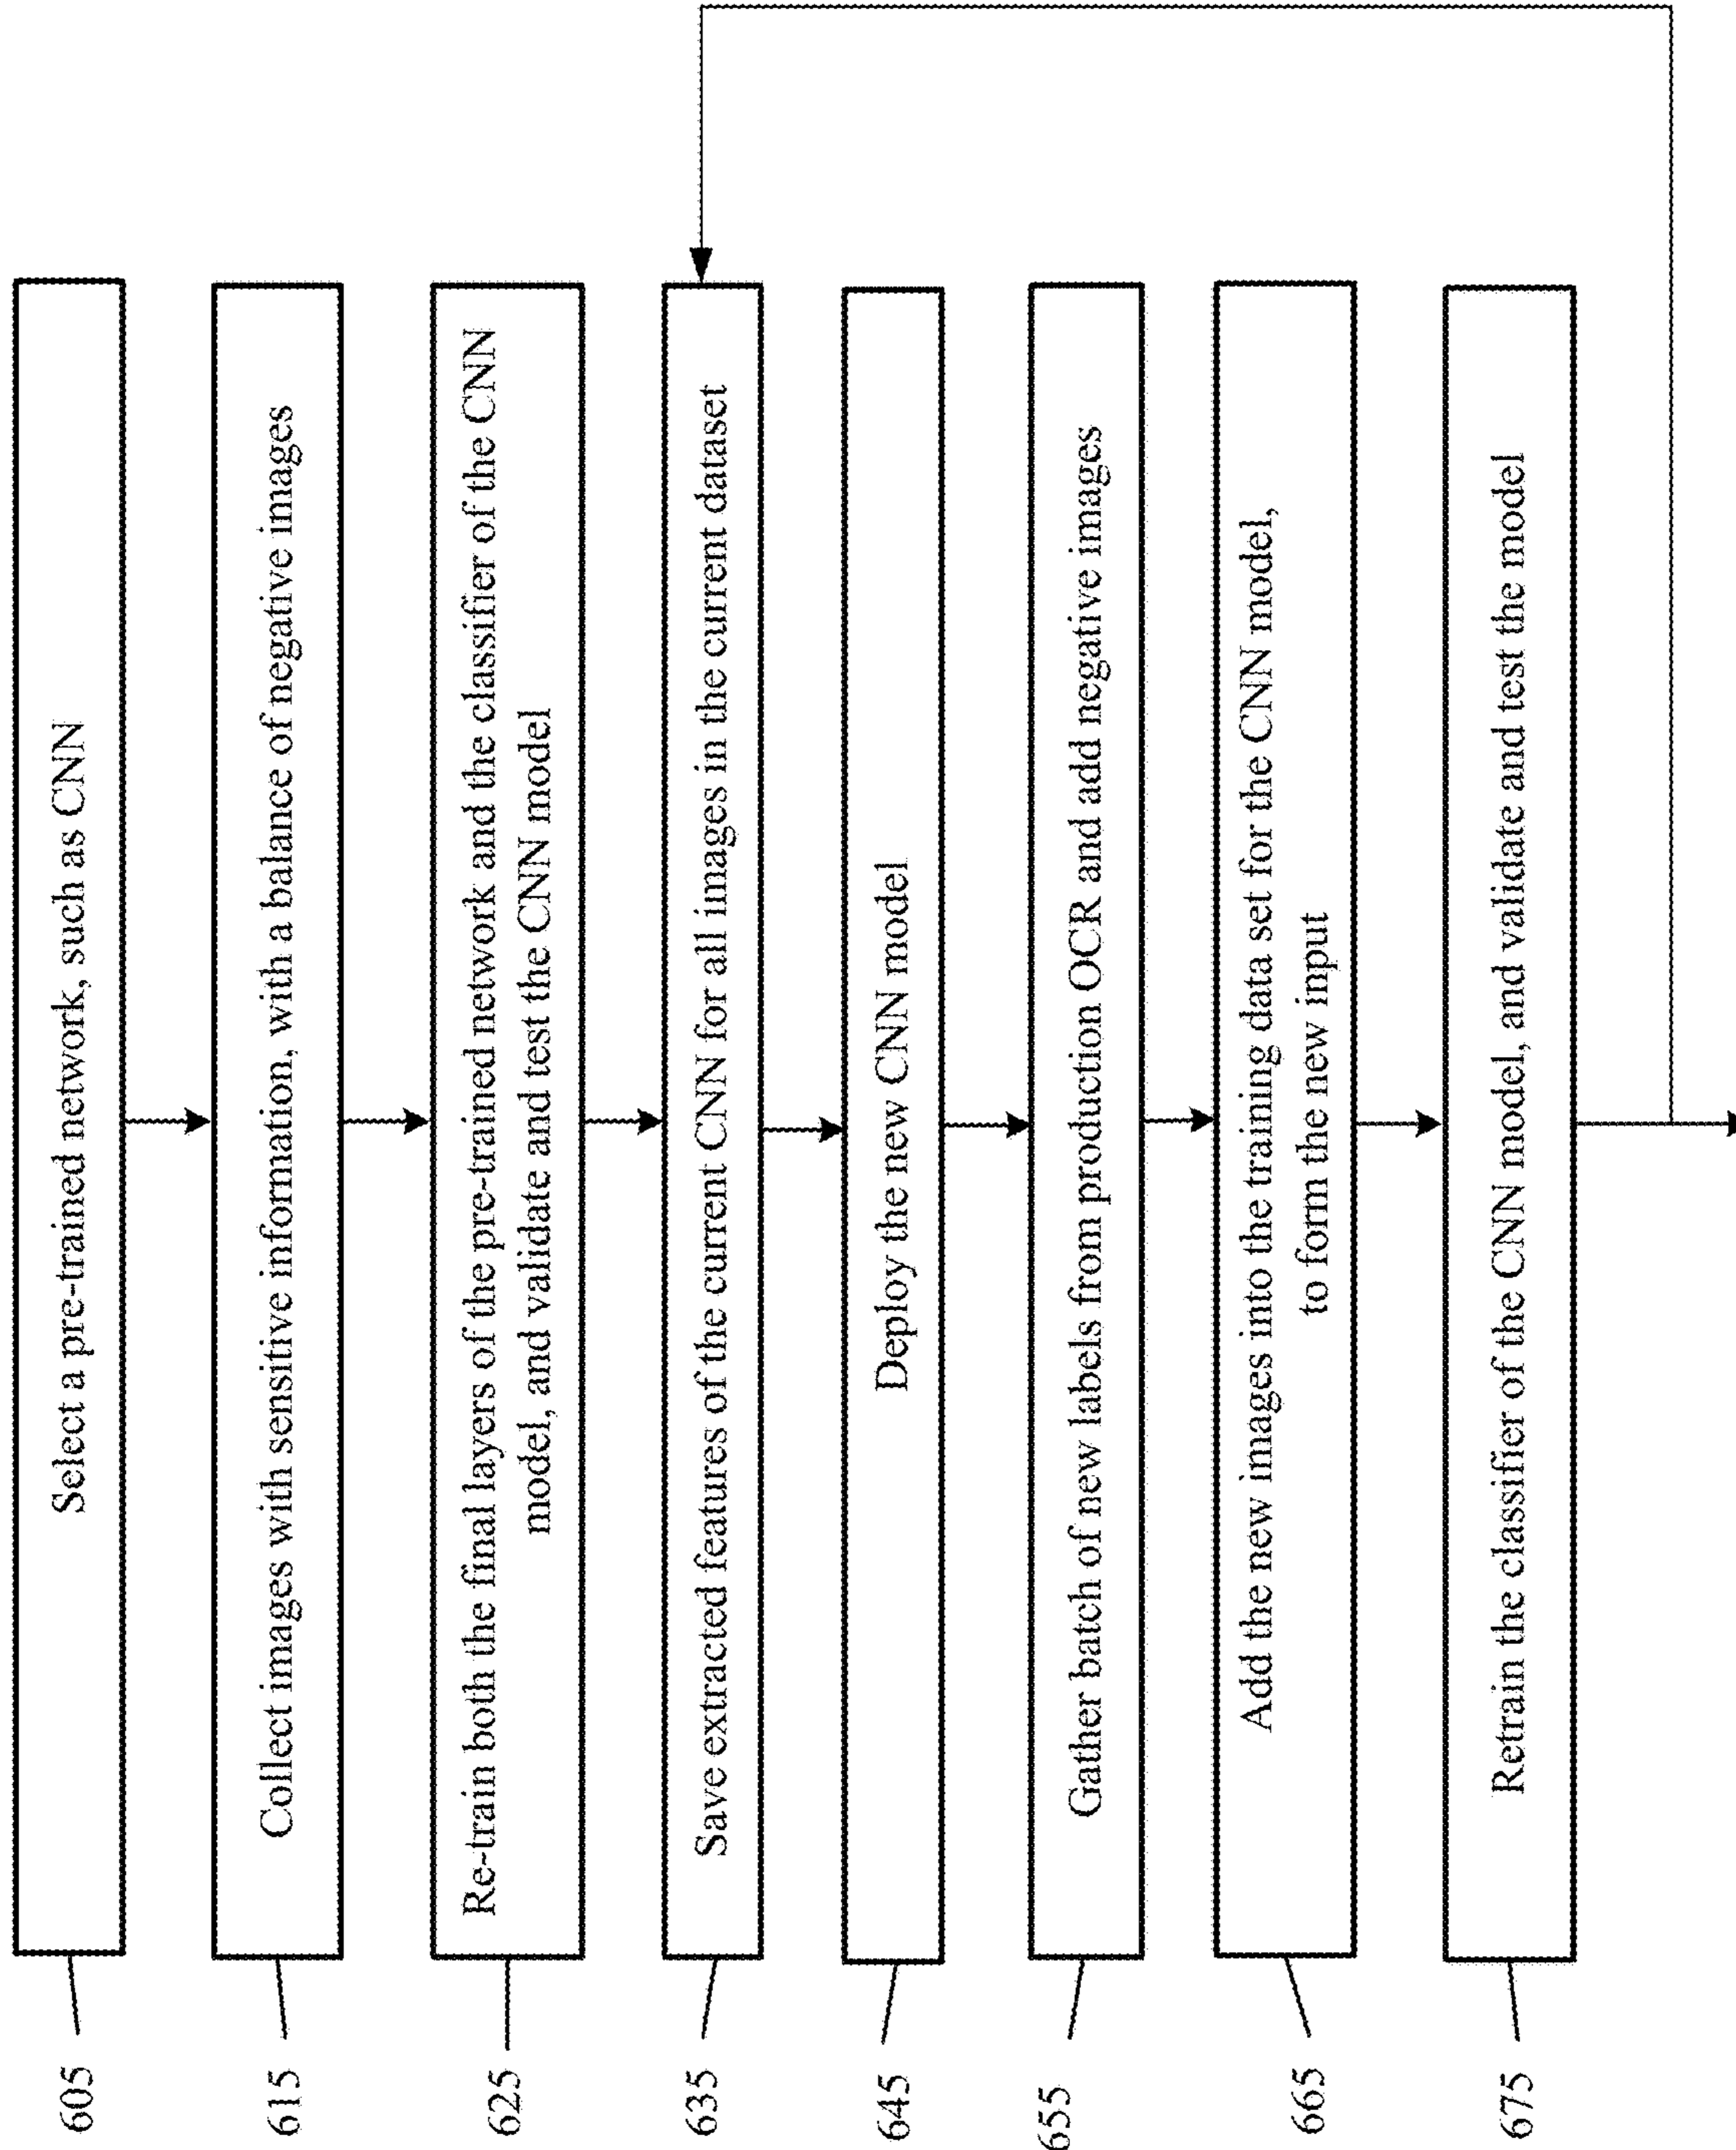 605
Select a pre-trained network, such as CNN
615
Collect images with sensitive information, with a balance of negative images
625
Re-train both the final layers of the pre-trained network and the classifier of the CNN
model, and validate and test the CNN model
635
Save extracted features of the current CNN for all images in the current dataset
645
Deploy the new CNN model
655
Gather batch of new labels from production OCR and add negative images
665
Add the new images into the training data set for the CNN model,
to form the new input
675
Retrain the classifier of the CNN model, and validate and test the model